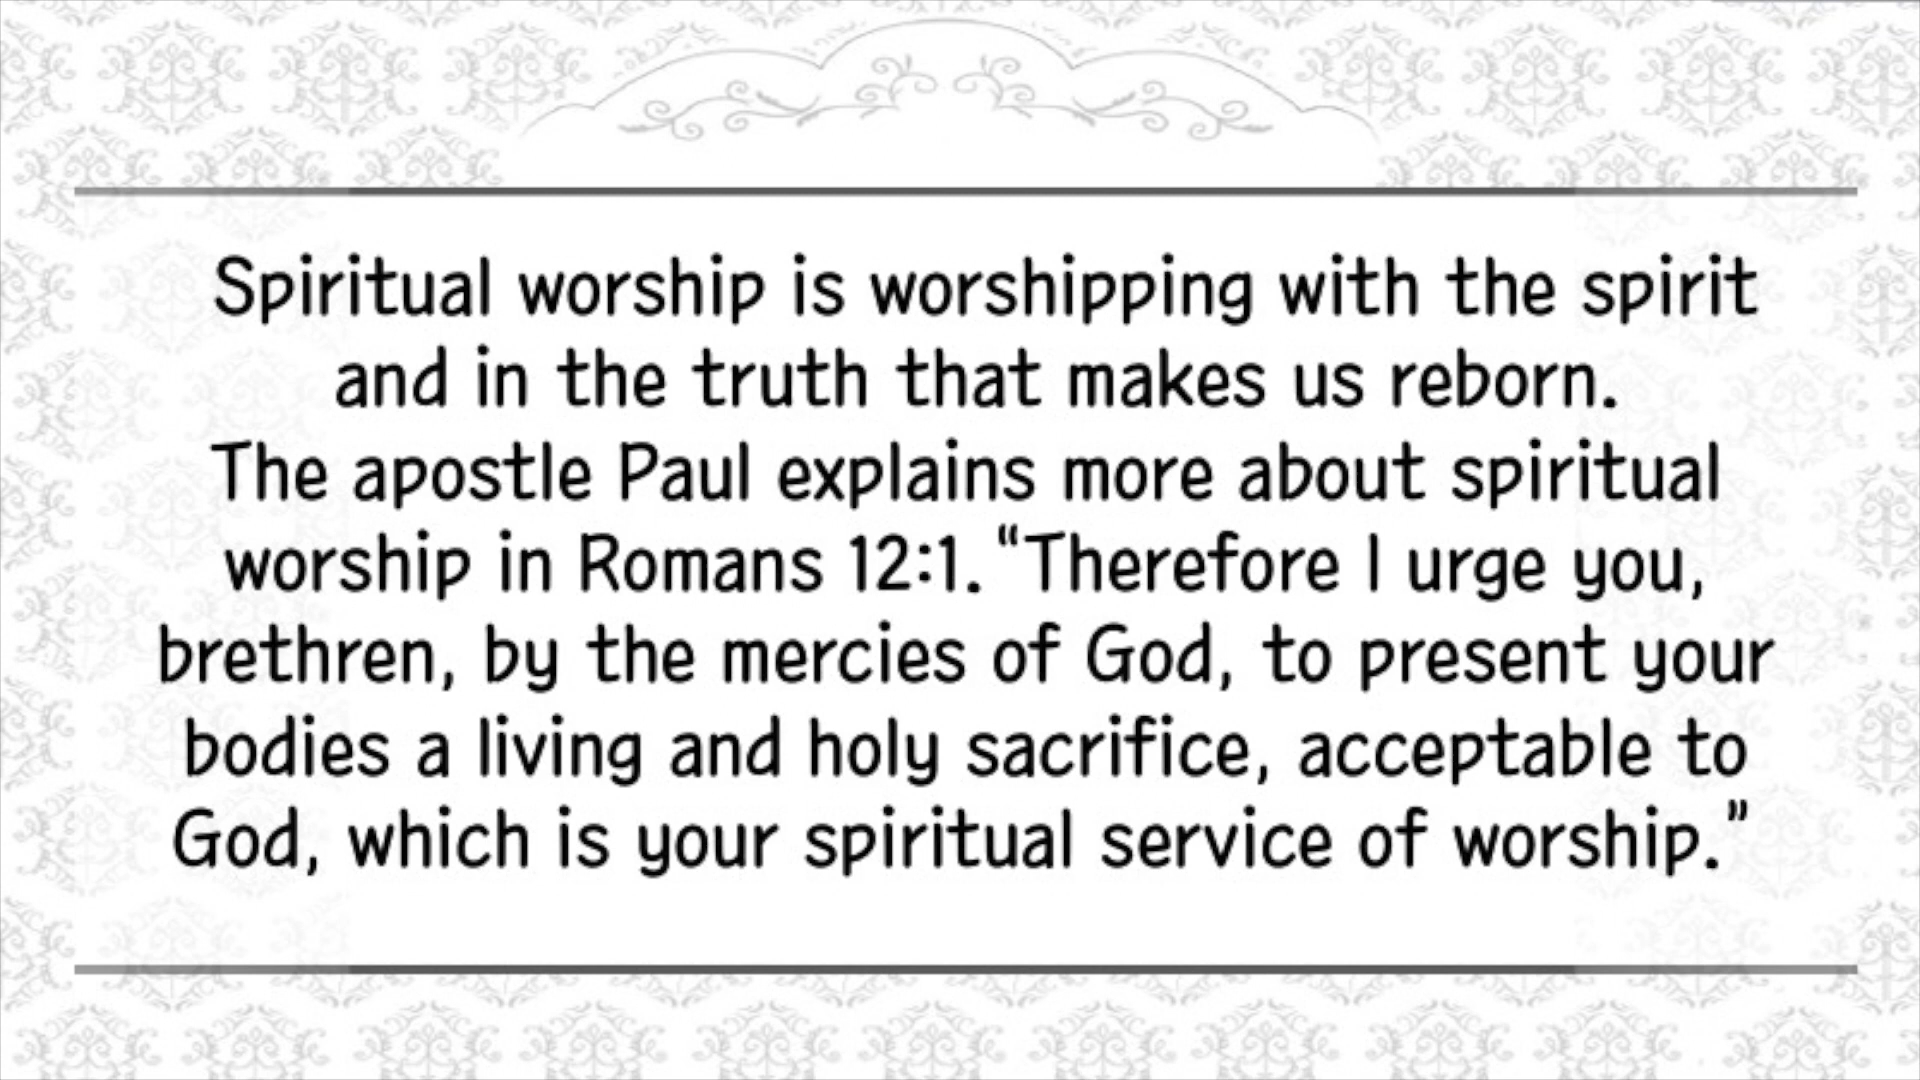 Spiritual worship is worshipping with the spirit
and in the truth that makes us reborn.
The apostle Paul explains more about spiritual
worship in Romans 12:1. “Therefore I urge you,
brethren, by the mercies of God, to present your
bodies a living and holy sacrifice, acceptable to
God, which is your spiritual service of worship.”